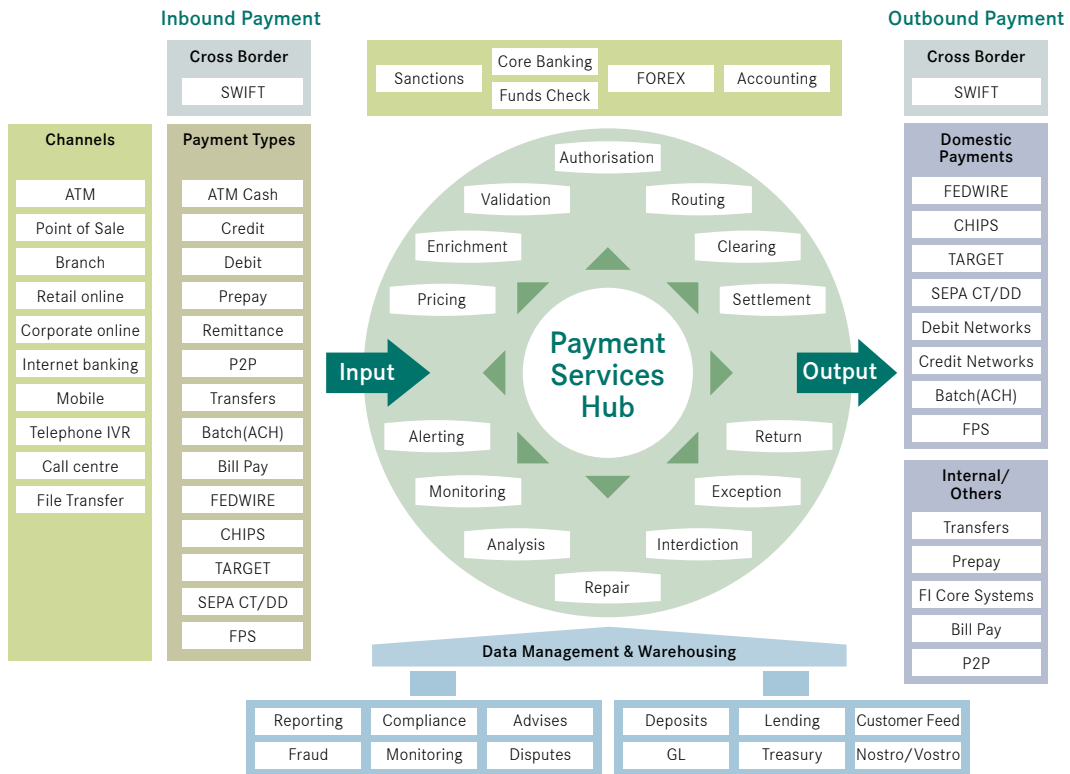 Inbound Payment
Outbound Payment
Cross Border
SWIFT
Channels
ATM
Point of Sale
Branch
Retail online
Corporate online
Internet banking
Mobile
Telephone IVR
Call centre
File Transfer
Payment Types
ATM Cash
Credit
Debit
Prepay
Remittance
P2P
Transfers
Batch(ACH)
Bill Pay
FEDWIRE
CHIPS
TARGET
SEPA CT/DD
FPS
Sanctions
Core Banking
Funds Check
FOREX
Accounting
Input
Authorisation
Validation
Routing
Enrichment
Clearing
Pricing
Settlement
Payment
Services
Hub
Alerting
Return
Monitoring
Exception
Analysis
Interdiction
Repair
Output
Cross Border
SWIFT
Domestic
Payments
FEDWIRE
CHIPS
TARGET
SEPA CT/DD
Debit Networks
Credit Networks
Batch(ACH)
FPS
Internal/
Others
Transfers
Prepay
FI Core Systems
Bill Pay
P2P
Data Management & Warehousing
Reporting
Compliance
Advises
Fraud
Monitoring
Disputes
Deposits
Lending
Customer Feed
GL
Treasury
Nostro/Vostro